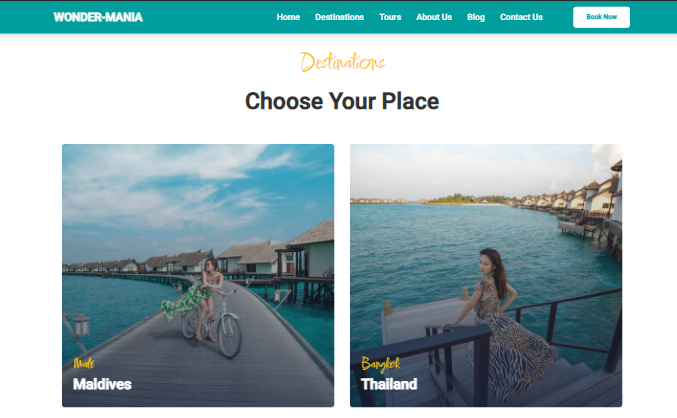 WONDER-MANIA
Home Destinations Tours About Us Blog Contact Us Book Now
Destinations
Choose Your Place
Malé
Maldives
Bangkok
Thailand